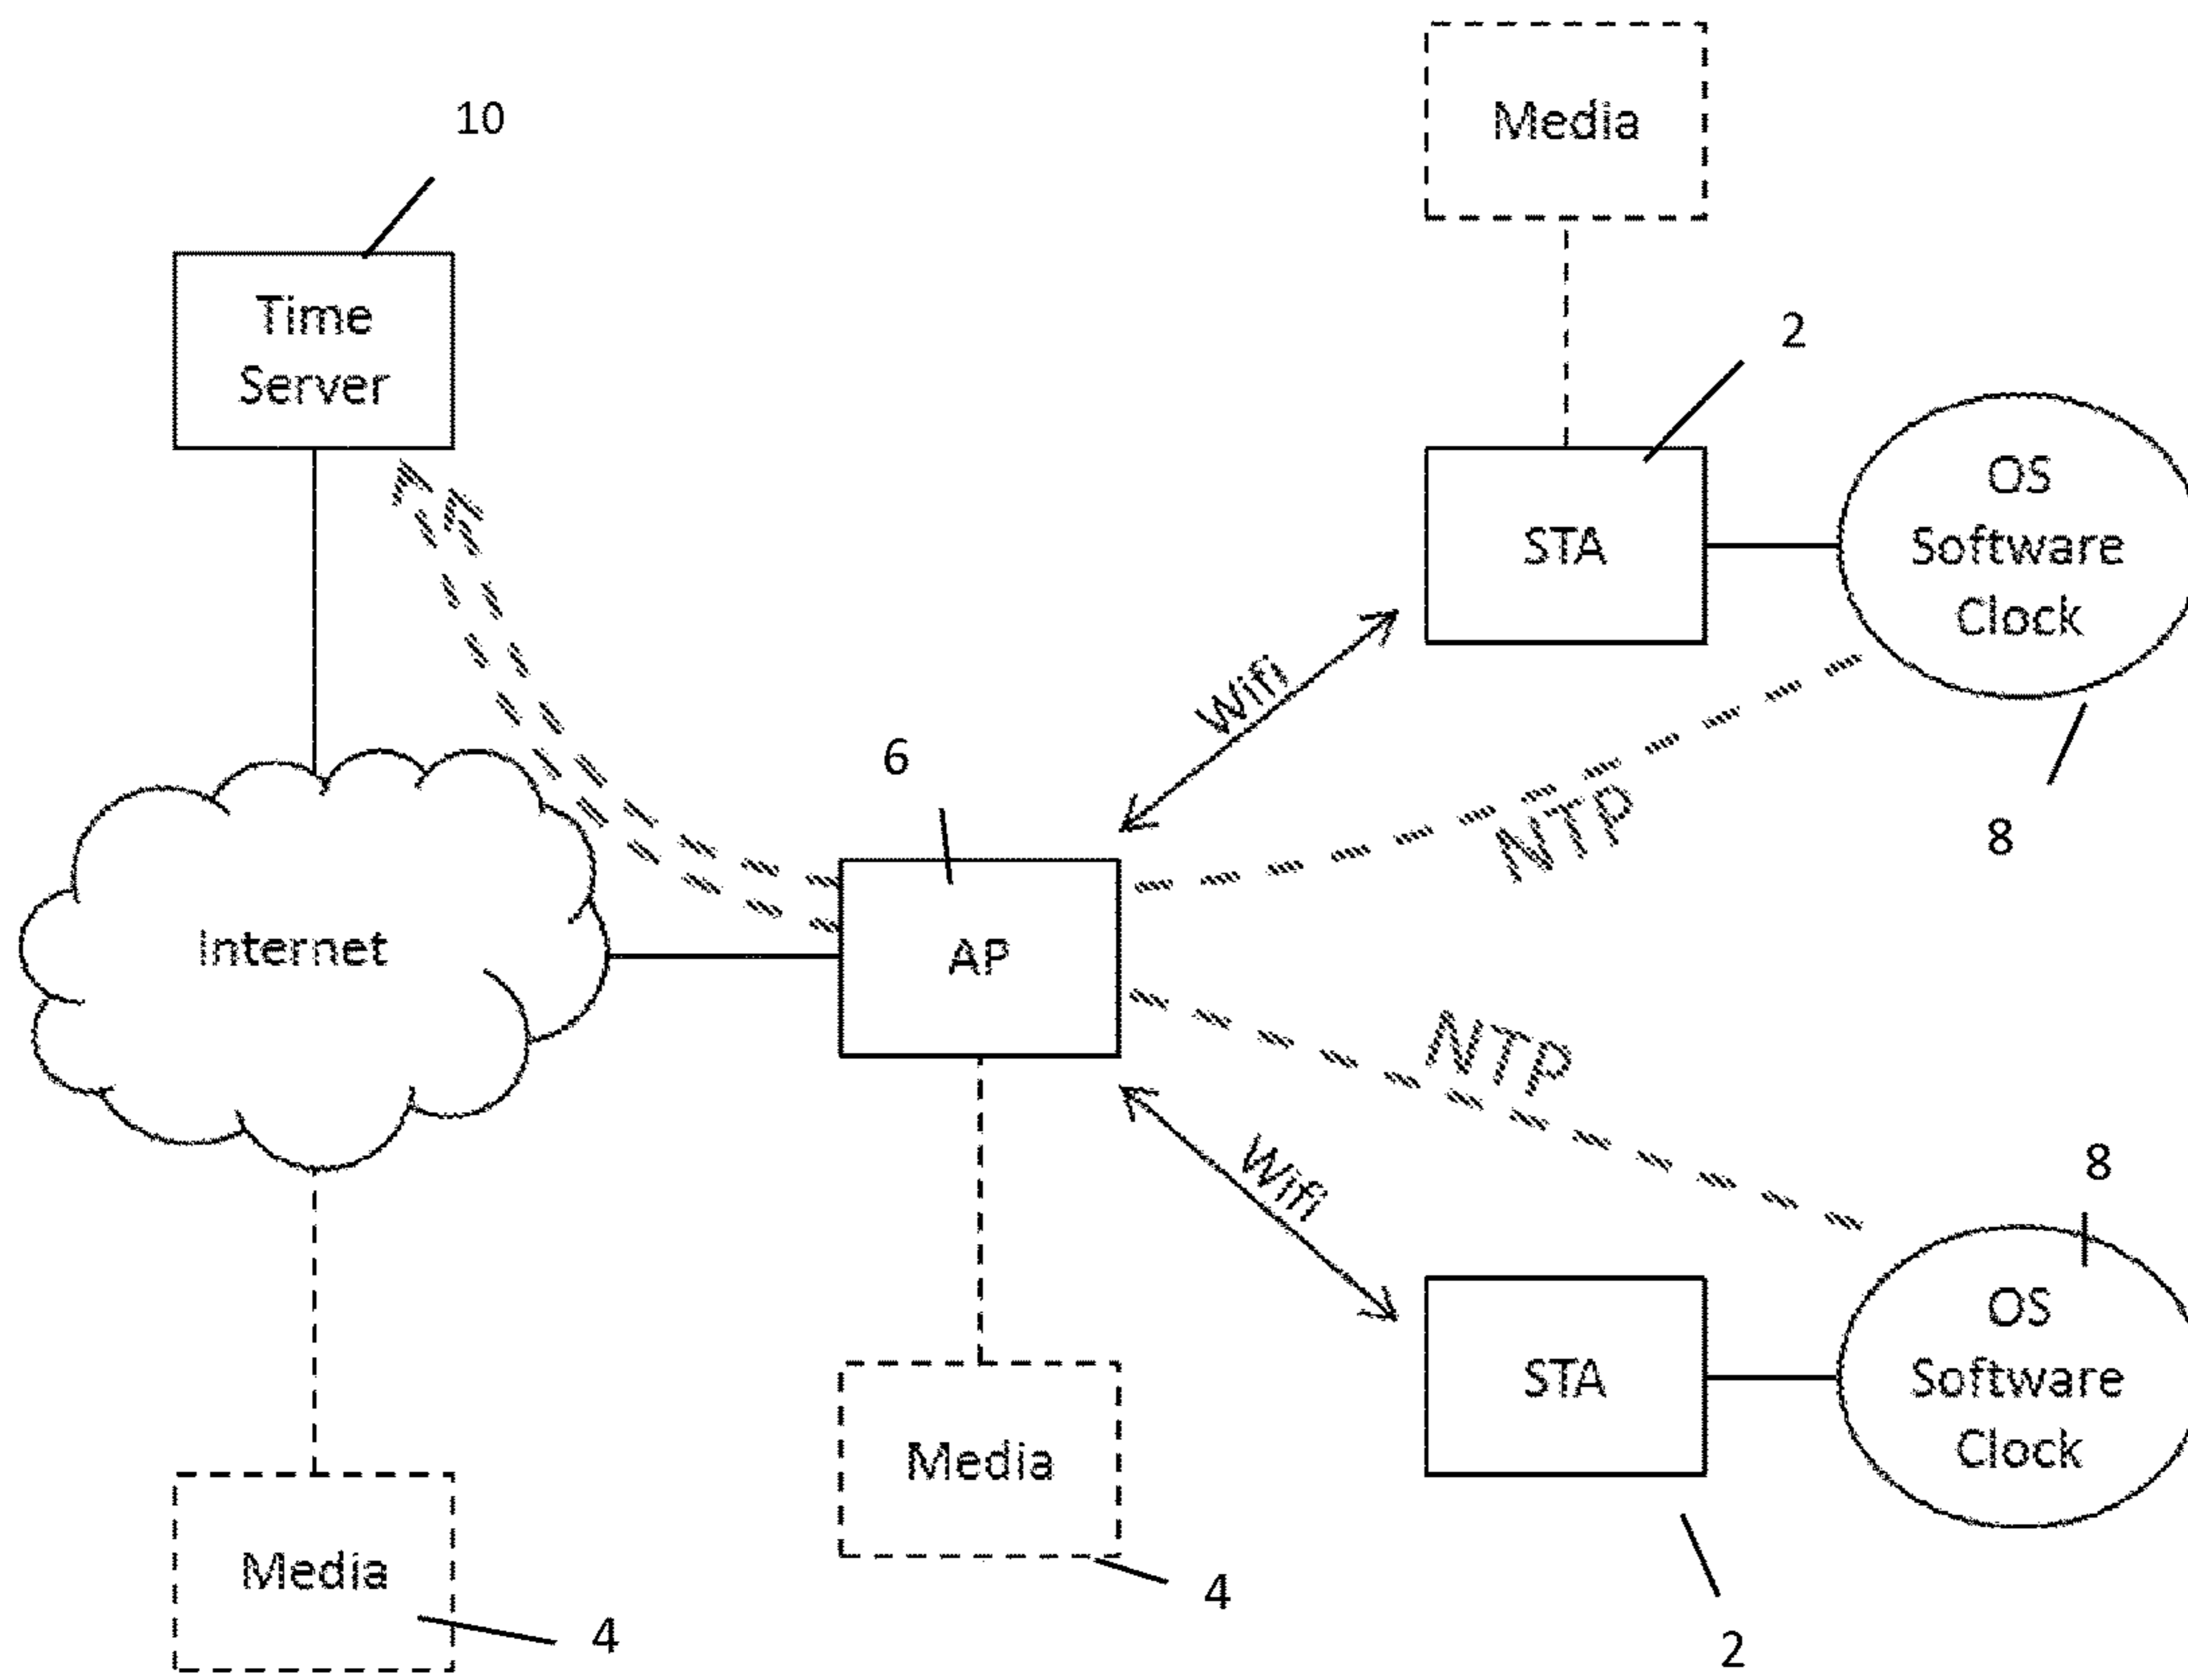 Media
10
Time
Server
2
STA
OS
Software
Clock
Wifi
NTP
8
6
Internet
AP
NTP
Wifi
8
STA
OS
Software
Clock
Media
4
Media
4
2